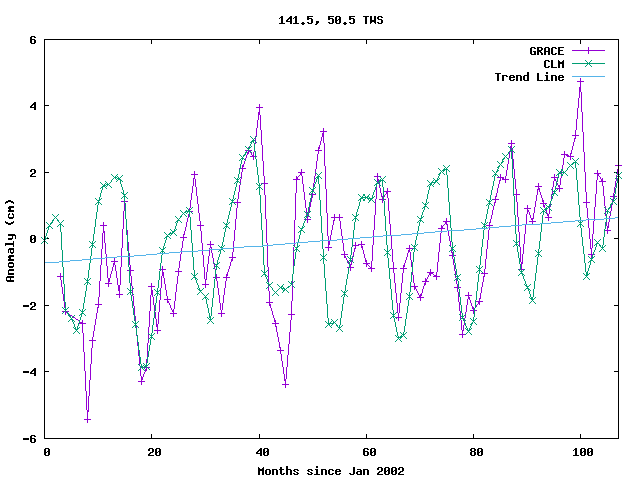 141.5, 50.5 TWS
GRACE
CLM
Trend Line
6
4
2
0
-2
-4
-6
Anomaly (cm)
0 20 40 60 80 100
Months since Jan 2002